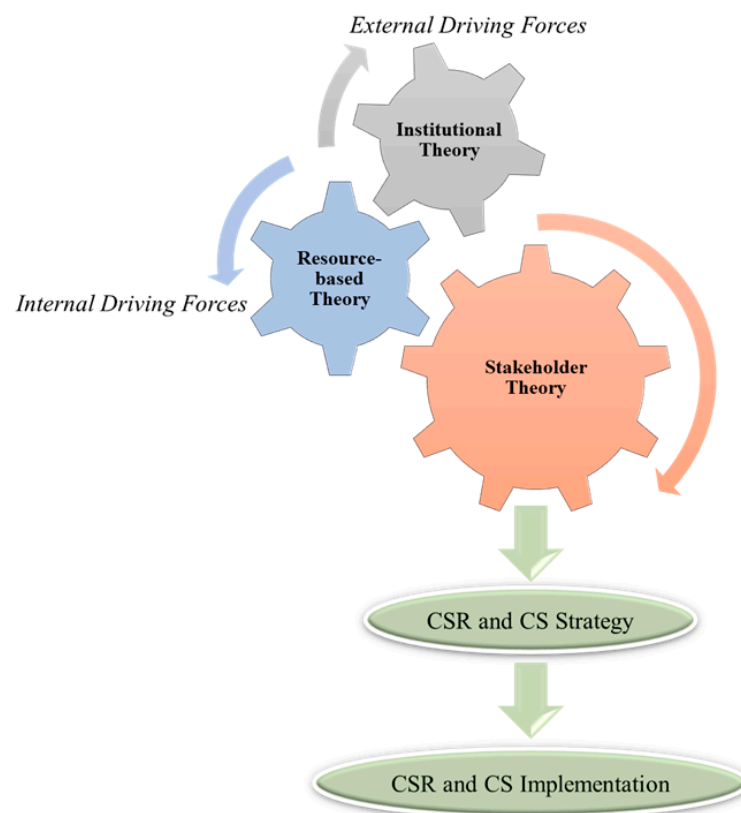 External Driving Forces
Institutional
Theory
Resource-
based
Theory
Internal Driving Forces
Stakeholder
Theory
CSR and CS Strategy
CSR and CS Implementation